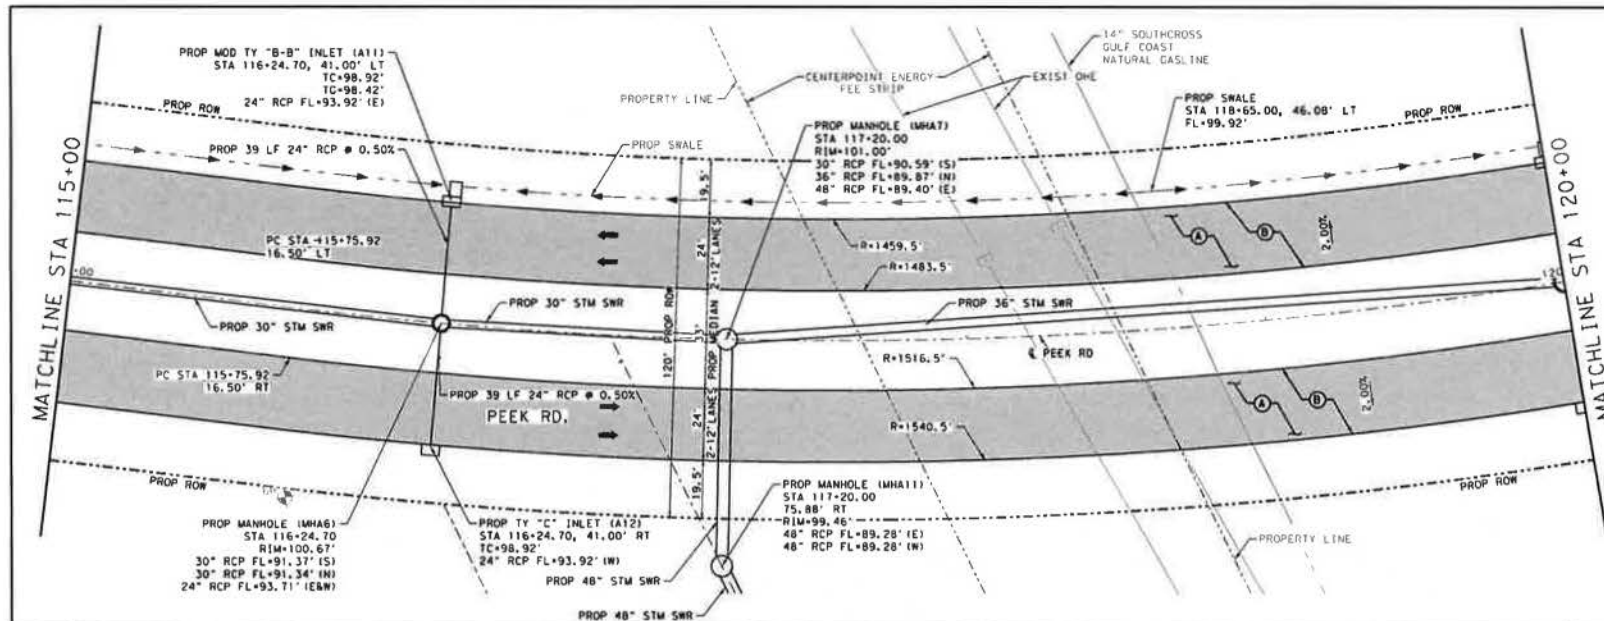 PROP MOD TY "B-B" INLET (A11)
STA 116+24.70, 41.00' LT
TC=98.92'
TG=98.42'
24" RCP FL=93.92' (E)
PROP ROW
PROP 39 LF 24" RCP @ 0.50%
MATCHLINE STA 115+00
PC STA 115+75.92
16.50' LT
+00
PROP 30" STM SWR
PROP 30" STM SWR
PC STA 115+75.92
16.50' RT
PROP 39 LF 24" RCP @ 0.50%
PEEK RD.
PROP ROW
PROP MANHOLE (MHA6)
STA 116+24.70
RIM=100.67'
30" RCP FL=91.37' (S)
30" RCP FL=91.34' (N)
24" RCP FL=93.71' (E&W)
PROP TY "C" INLET (A12)
STA 116+24.70, 41.00' RT
TC=98.92'
24" RCP FL=93.92' (W)
PROP 48" STM SWR
PROP 48" STM SWR
PROPERTY LINE
PROP SWALE
120' PROP ROW
19.5'
24'
2-12' LANES
33'
PROP MEDIAN
24'
2-12' LANES
19.5'
CENTERPOINT ENERGY
FEE STRIP
EXIST OHE
14" SOUTHCROSS
GULF COAST
NATURAL GASLINE
PROP MANHOLE (MHA7)
STA 117+20.00
RIM=101.00'
30" RCP FL=90.59' (S)
36" RCP FL=89.87' (N)
48" RCP FL=89.40' (E)
PROP SWALE
STA 118+65.00, 46.08' LT
FL=99.92'
PROP ROW
R=1459.5'
R=1483.5'
A
B
2.00%
PROP 36" STM SWR
120
℄ PEEK RD
R=1516.5'
R=1540.5'
A
B
2.00%
PROP MANHOLE (MHA11)
STA 117+20.00
75.88' RT
RIM=99.46'
48" RCP FL=89.28' (E)
48" RCP FL=89.28' (W)
PROP ROW
PROPERTY LINE
MATCHLINE STA 120+00